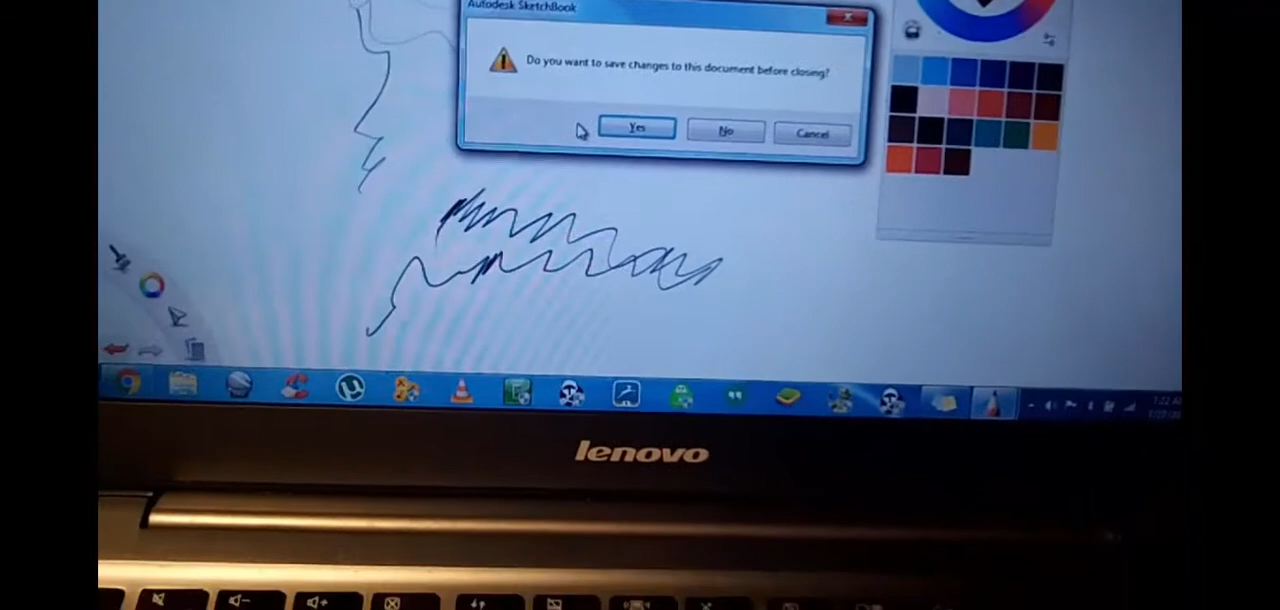 Autodesk SketchBook
Do you want to save changes to this document before closing?
Yes
No
Cancel
lenovo